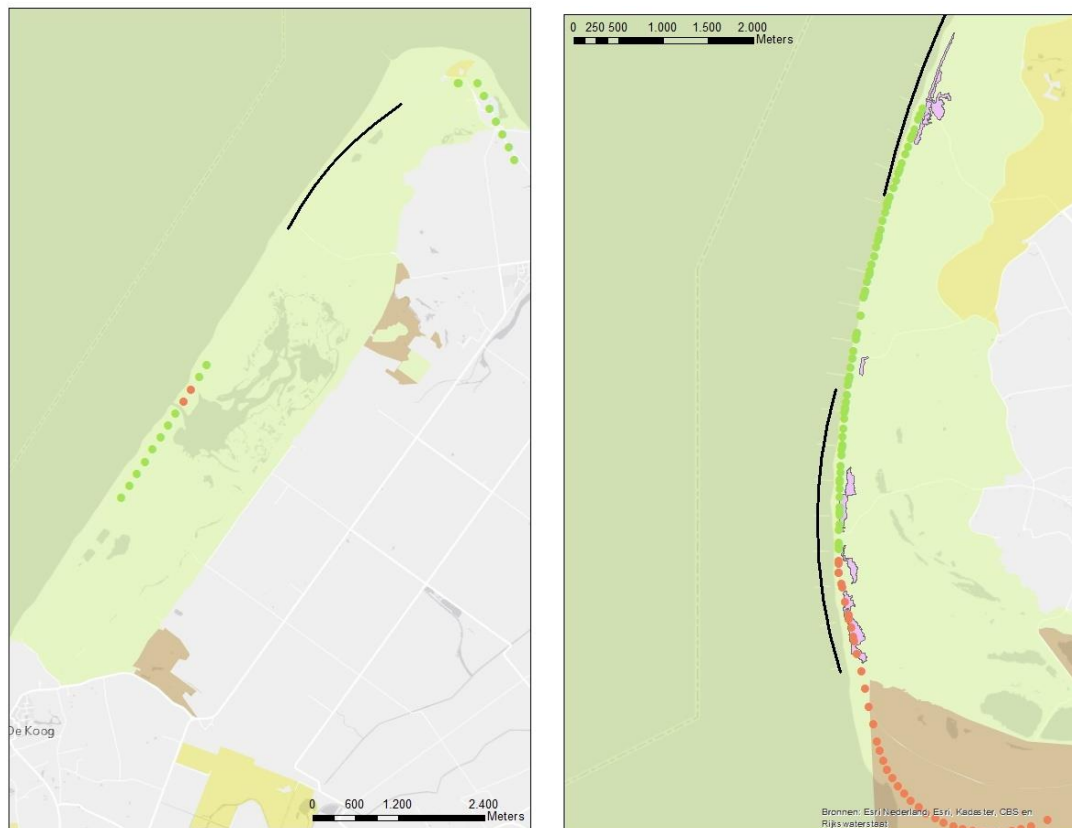 De Koog
0 600 1.200 2.400
Meters
0 250 500 1.000 1.500 2.000
Meters
Bronnen: Esri Nederland, Esri, Kadaster, CBS en
Rijkswaterstaat